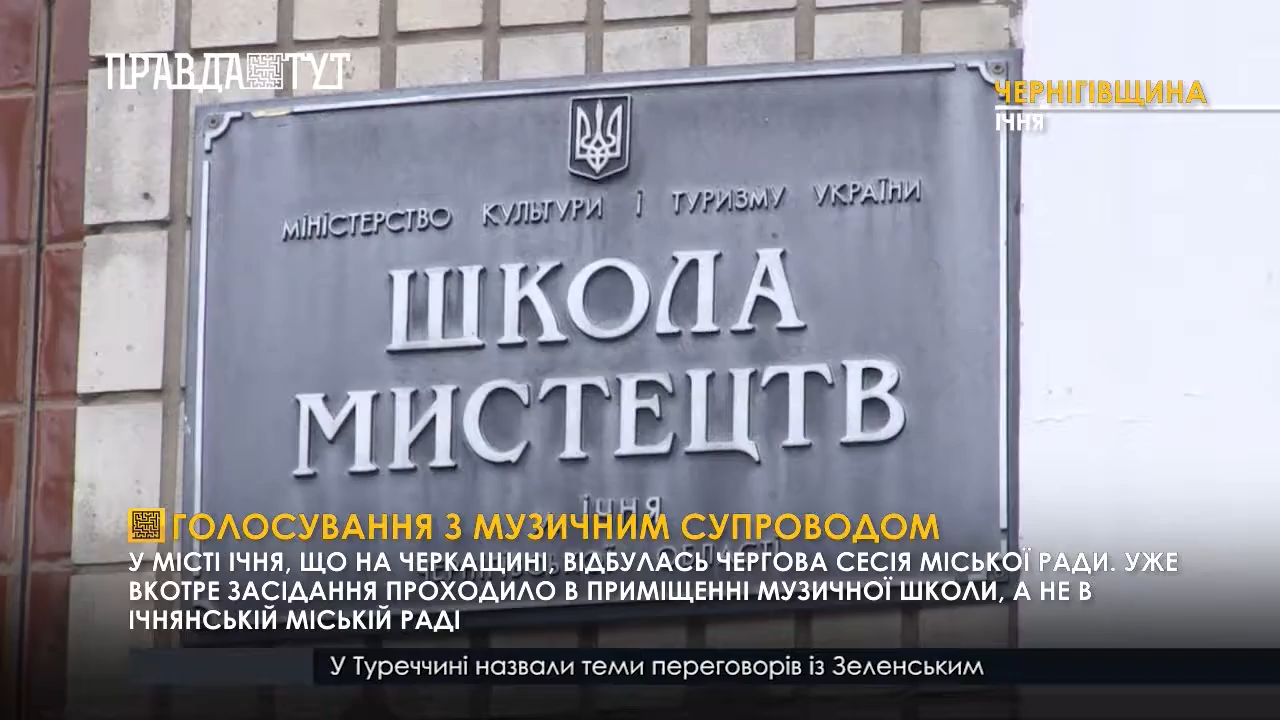 ПРАВДА ТУТ
ЧЕРНІГІВЩИНА
ІЧНЯ
МІНІСТЕРСТВО КУЛЬТУРИ І ТУРИЗМУ УКРАЇНИ
ШКОЛА
МИСТЕЦТВ
ІЧНЯ
ГОЛОСУВАННЯ З МУЗИЧНИМ СУПРОВОДОМ
У МІСТІ ІЧНЯ, ЩО НА ЧЕРКАЩИНІ, ВІДБУЛАСЬ ЧЕРГОВА СЕСІЯ МІСЬКОЇ РАДИ. УЖЕ
ВКОТРЕ ЗАСІДАННЯ ПРОХОДИЛО В ПРИМІЩЕННІ МУЗИЧНОЇ ШКОЛИ, А НЕ В
ІЧНЯНСЬКІЙ МІСЬКІЙ РАДІ
У Туреччині назвали теми переговорів із Зеленським